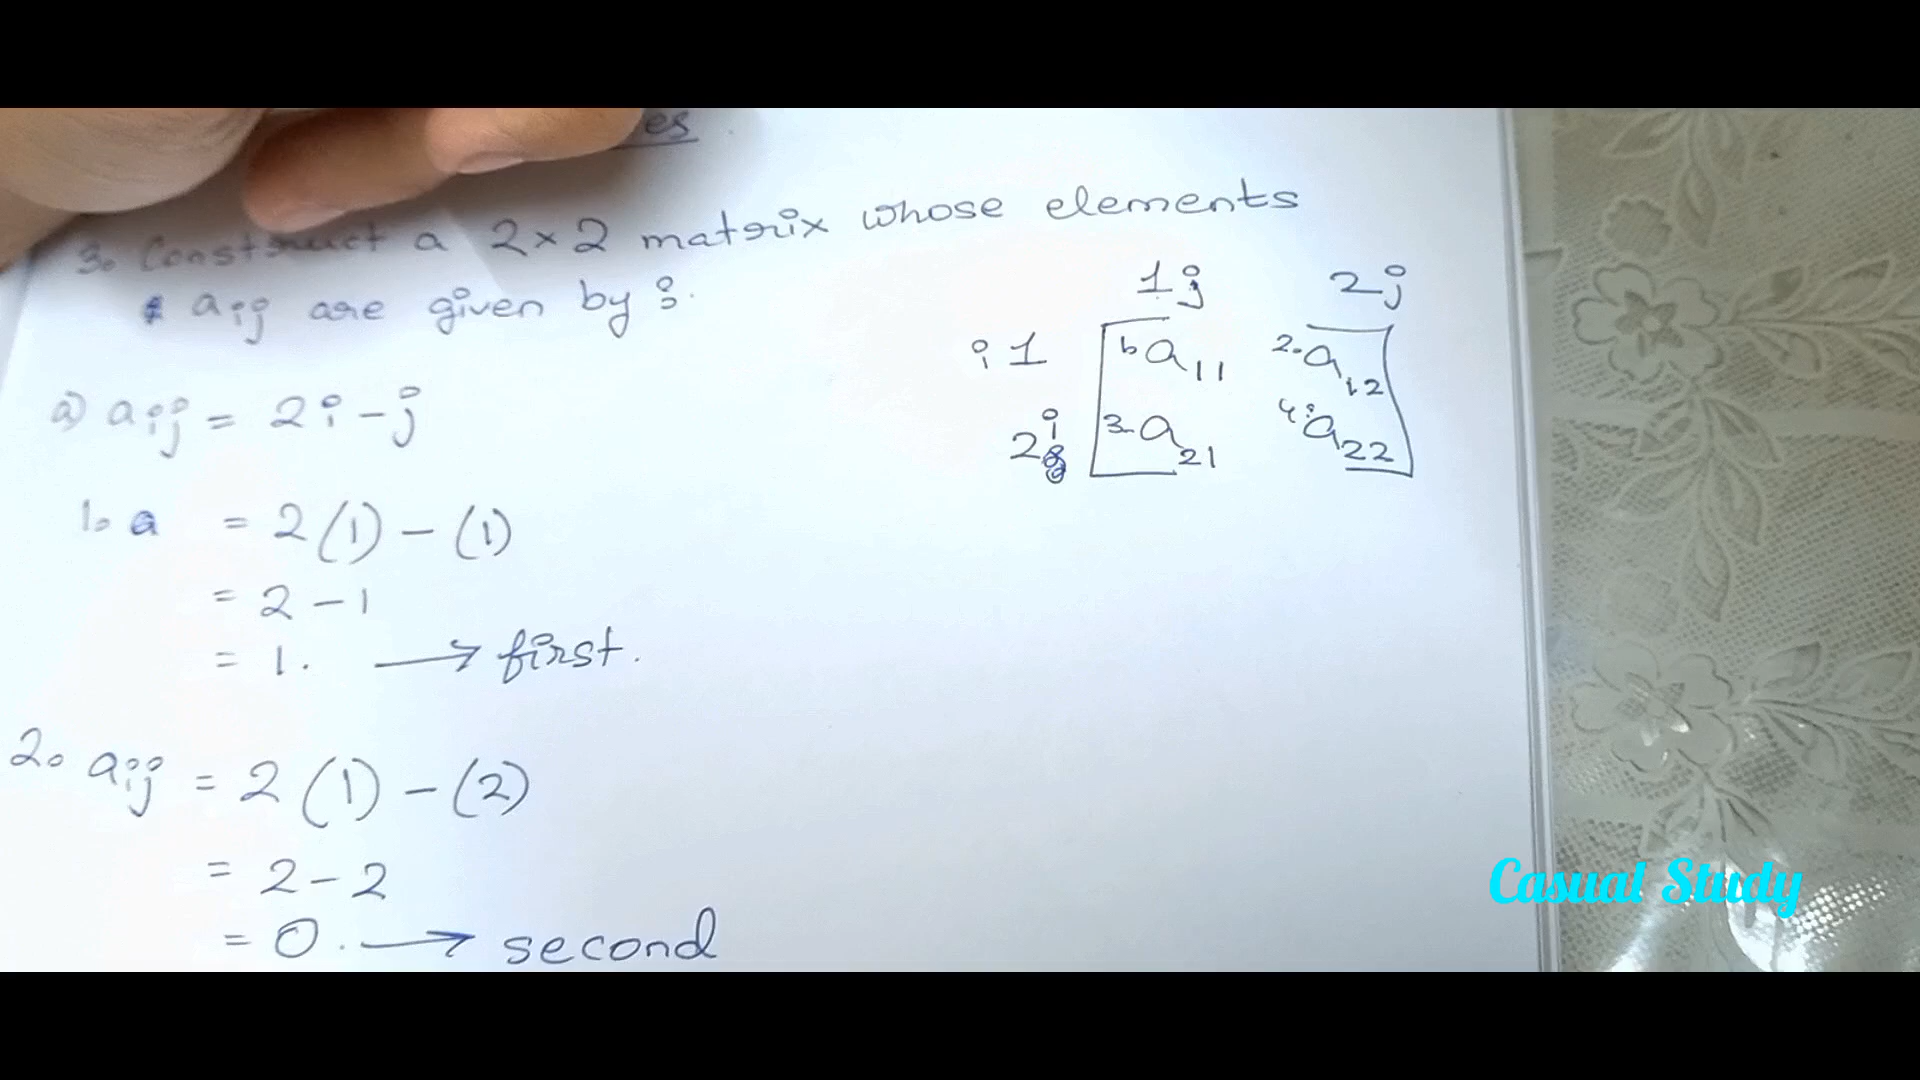 es
3. Construct a 2×2 matrix whose elements
aij are given by :
1j 2j
i 1 1. a11 2. a12
2i 3. a21 4. a22
a) aij = 2i - j
1. a = 2(1) - (1)
= 2 - 1
= 1. → first.
2. aij = 2(1) - (2)
= 2 - 2
= 0. → second
Casual Study